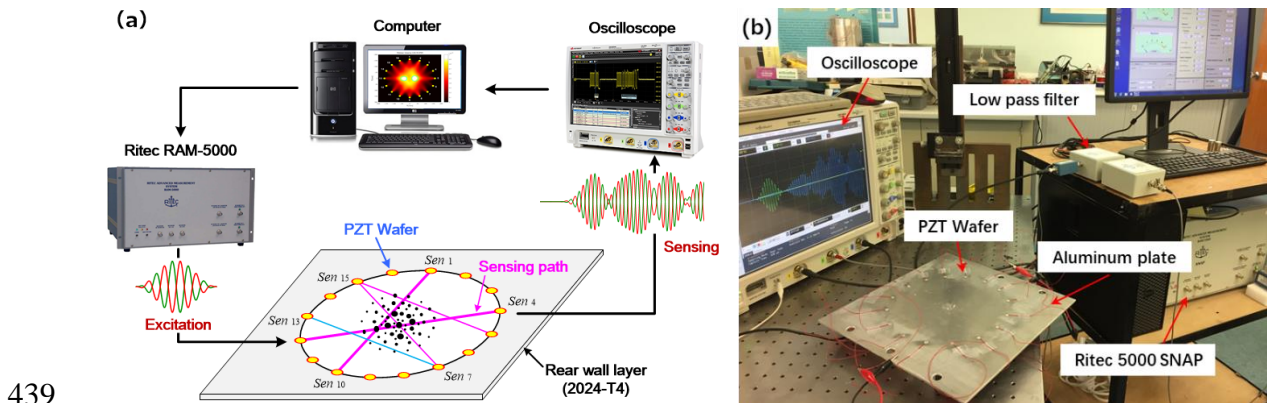 (a)
Computer
Oscilloscope
Ritec RAM-5000
PZT Wafer
Sen 1
Sen 15
Sensing path
Sensing
Sen 4
Sen 13
Excitation
Sen 10
Sen 7
Rear wall layer
(2024-T4)
439
(b)
Oscilloscope
Low pass filter
PZT Wafer
Aluminum plate
Ritec 5000 SNAP